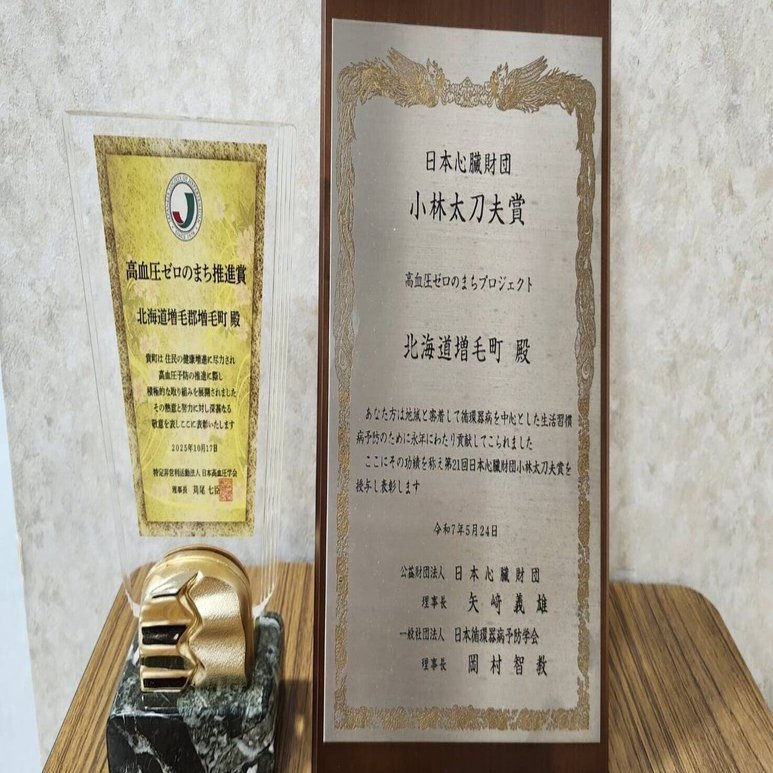 高血圧ゼロのまち推進賞
北海道増毛郡増毛町 殿
貴町は住民の健康増進に尽力され
高血圧予防の推進に際し
積極的な取り組みを展開されました
その熱意と努力に対し深甚なる
敬意を表しここに表彰いたします
2025年10月17日
特定非営利活動法人 日本高血圧学会
理事長 苅尾 七臣
日本心臓財団
小林太刀夫賞
高血圧ゼロのまちプロジェクト
北海道増毛町 殿
あなた方は地域と密着して循環器病を中心とした生活習慣
病予防のために永年にわたり貢献してこられました
ここにその功績を称え第21回日本心臓財団小林太刀夫賞を
授与し表彰します
令和7年5月24日
公益財団法人 日本心臓財団
理事長 矢﨑義雄
一般社団法人 日本循環器病予防学会
理事長 岡村智教